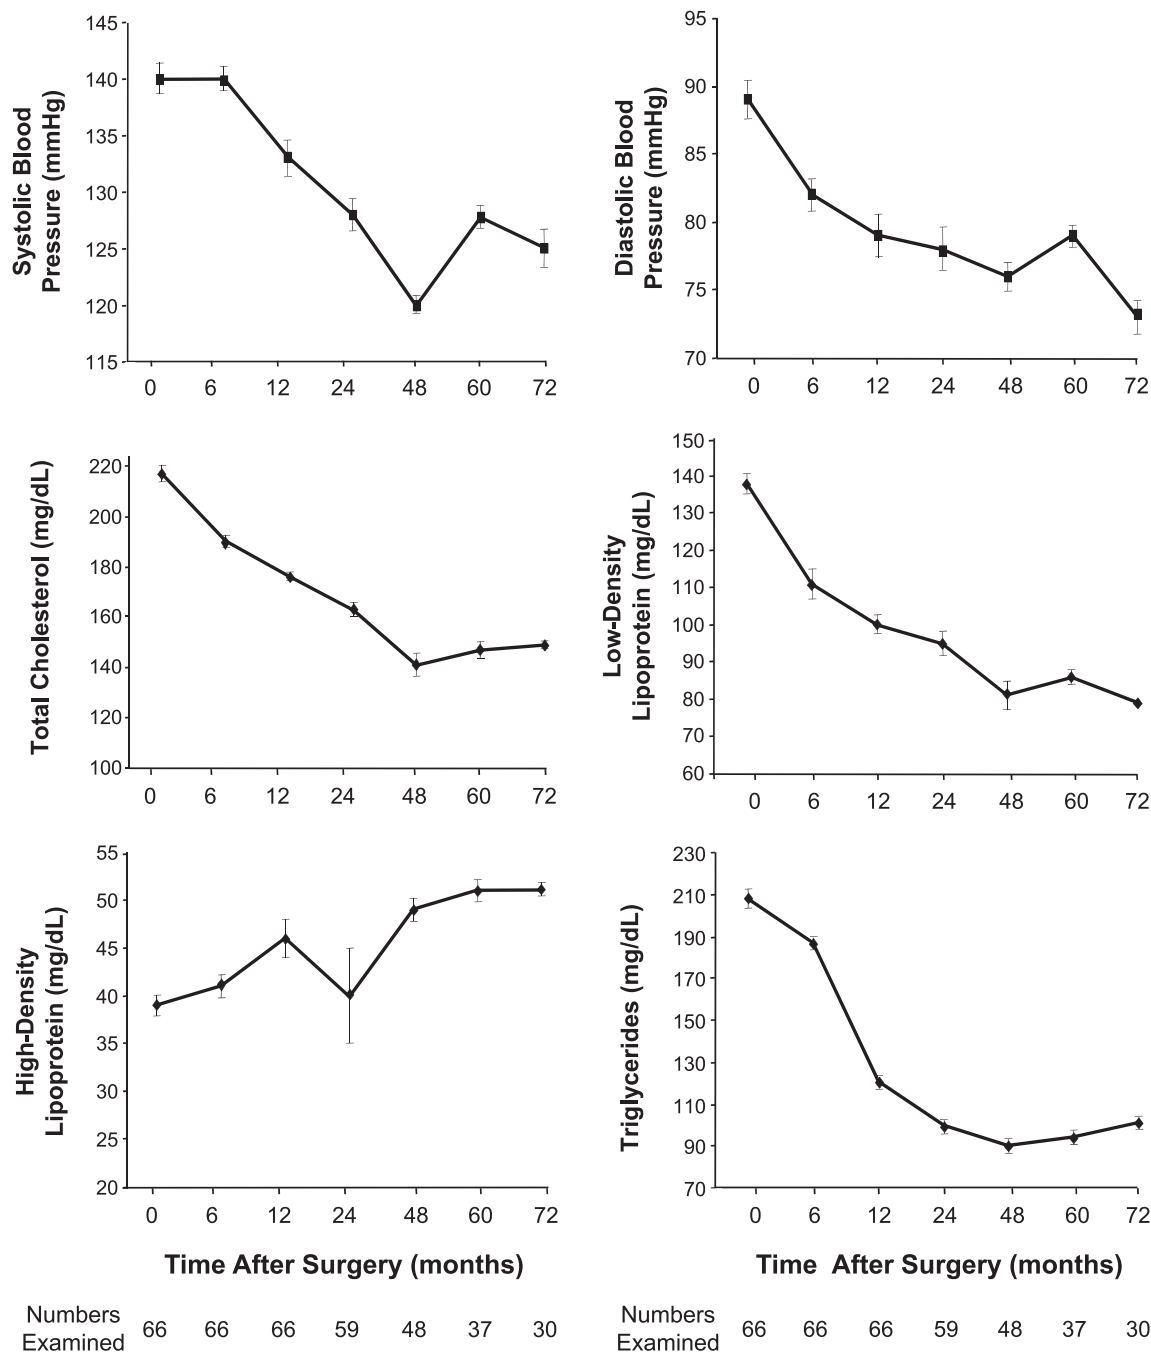 Systolic Blood
Pressure (mmHg)
145
140
135
130
125
120
115
0 6 12 24 48 60 72
Diastolic Blood
Pressure (mmHg)
95
90
85
80
75
70
0 6 12 24 48 60 72
Total Cholesterol (mg/dL)
220
200
180
160
140
120
100
0 6 12 24 48 60 72
Low-Density
Lipoprotein (mg/dL)
150
140
130
120
110
100
90
80
70
60
0 6 12 24 48 60 72
High-Density
Lipoprotein (mg/dL)
55
50
45
40
35
30
25
20
0 6 12 24 48 60 72
Time After Surgery (months)
Triglycerides (mg/dL)
230
210
190
170
150
130
110
90
70
0 6 12 24 48 60 72
Time After Surgery (months)
Numbers
Examined 66 66 66 59 48 37 30
Numbers
Examined 66 66 66 59 48 37 30